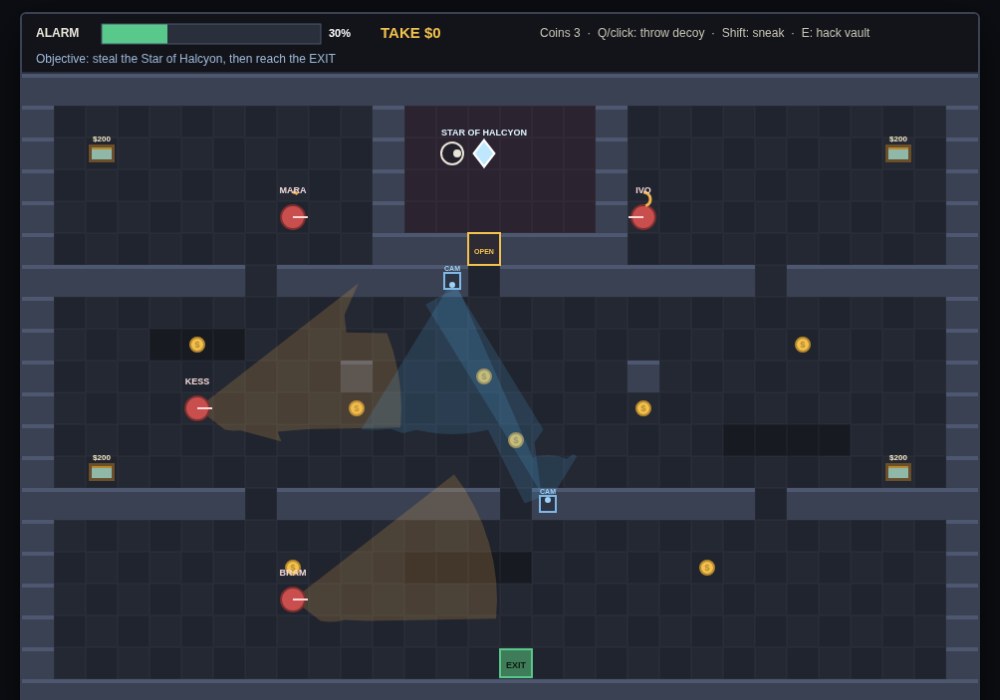 ALARM 30% TAKE $0 Coins 3 · Q/click: throw decoy · Shift: sneak · E: hack vault
Objective: steal the Star of Halcyon, then reach the EXIT
STAR OF HALCYON
$200
$200
MARA
IVO
OPEN
CAM
$
$
$
KESS
$
$
$
$200
$200
CAM
$
$
BRAM
EXIT